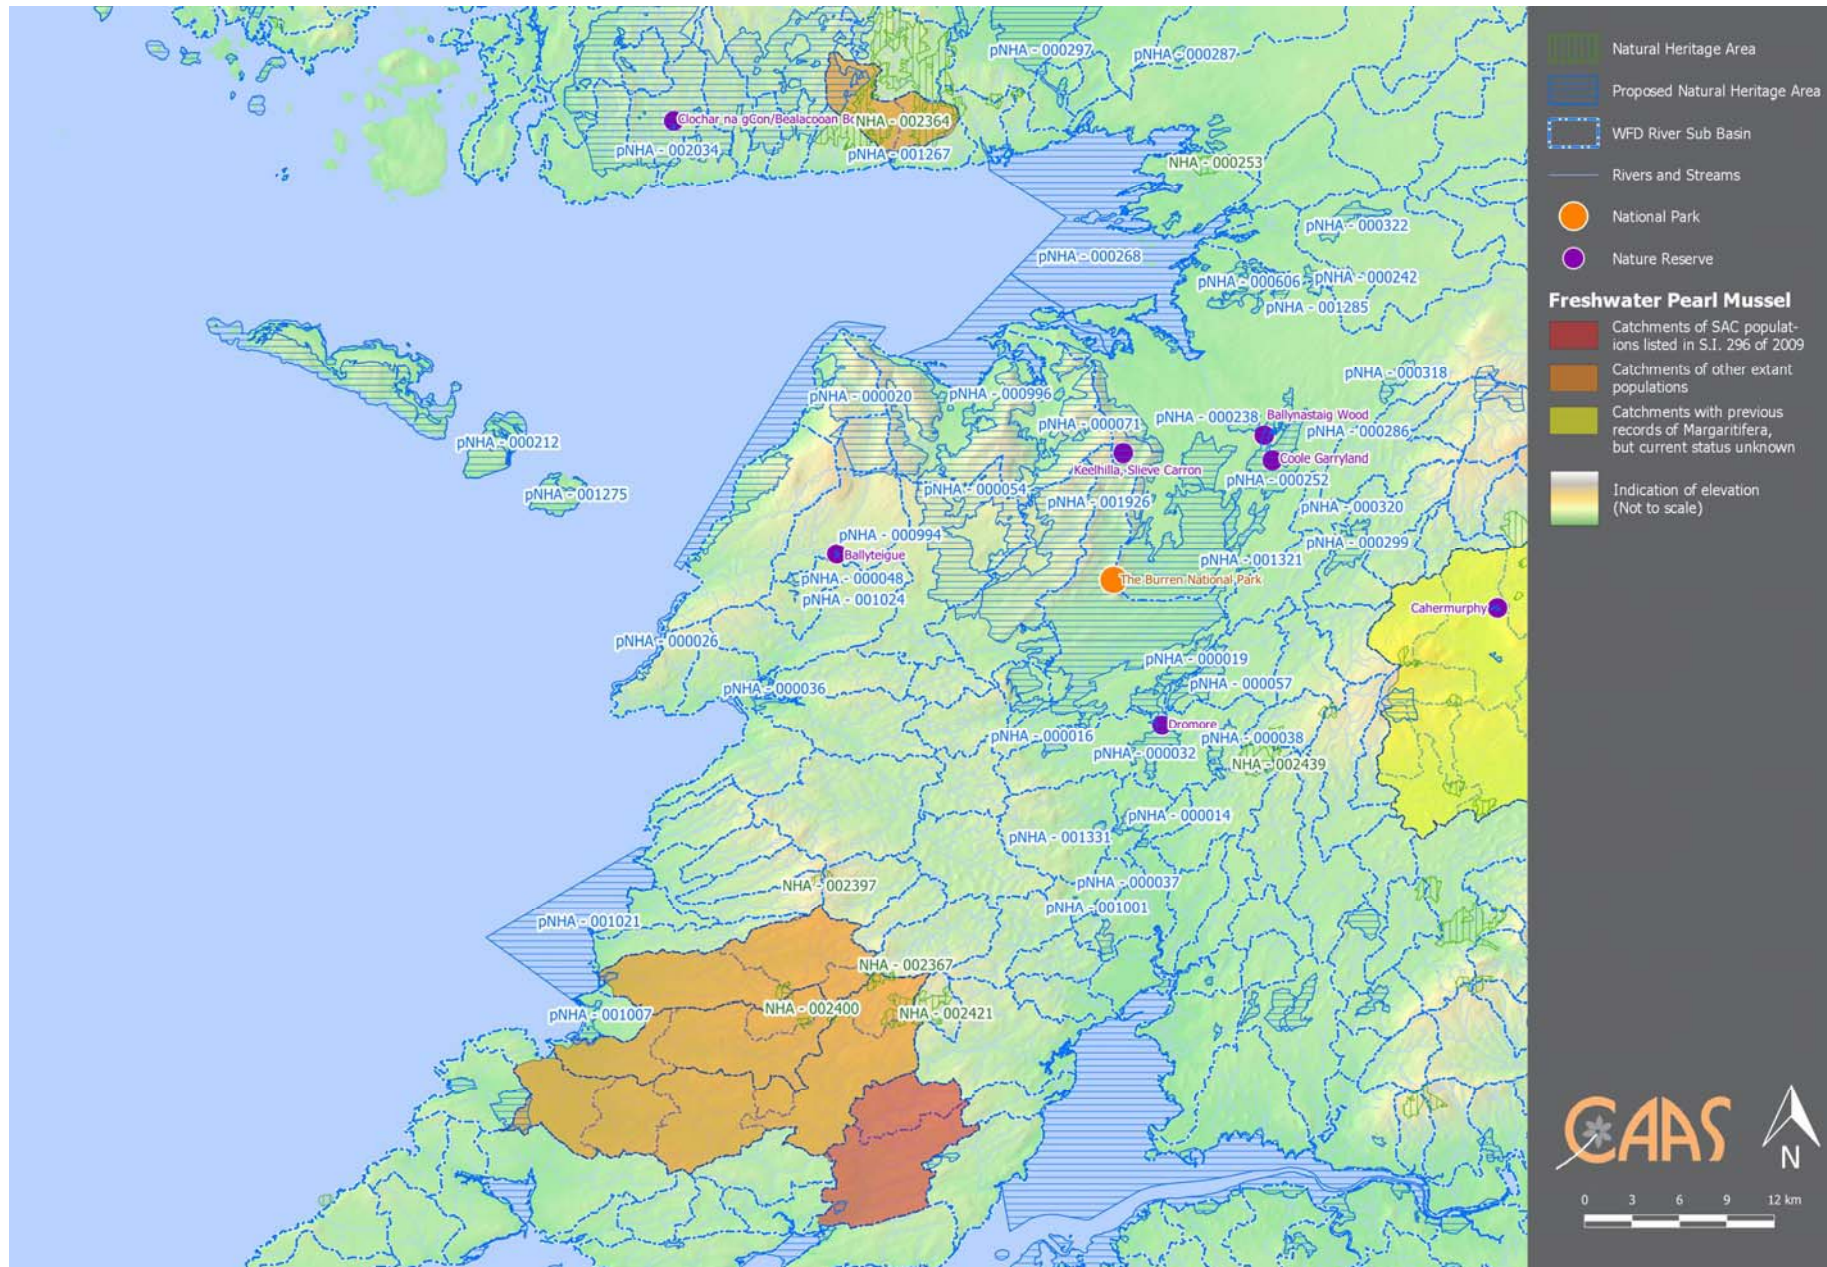 pNHA - 000297
pNHA - 000287
Clochar na gCon/Bealacooan Bo
NHA - 002364
pNHA - 002034
pNHA - 001267
NHA - 000253
pNHA - 000322
pNHA - 000268
pNHA - 000606
pNHA - 000242
pNHA - 001285
pNHA - 000318
pNHA - 000020
pNHA - 000996
pNHA - 000071
pNHA - 000238
Ballynastaig Wood
pNHA - 000286
pNHA - 000212
Keelhilla, Slieve Carron
Coole Garryland
pNHA - 000252
pNHA - 001275
pNHA - 000054
pNHA - 001926
pNHA - 000320
pNHA - 000994
Ballyteigue
pNHA - 000299
pNHA - 001321
pNHA - 000048
The Burren National Park
pNHA - 001024
Cahermurphy
pNHA - 000026
pNHA - 000019
pNHA - 000057
pNHA - 000036
Dromore
pNHA - 000016
pNHA - 000038
pNHA - 000032
NHA - 002439
pNHA - 000014
pNHA - 001331
NHA - 002397
pNHA - 000037
pNHA - 001001
pNHA - 001021
NHA - 002367
NHA - 002400
pNHA - 001007
NHA - 002421
Natural Heritage Area
Proposed Natural Heritage Area
WFD River Sub Basin
Rivers and Streams
National Park
Nature Reserve
Freshwater Pearl Mussel
Catchments of SAC populat-
ions listed in S.I. 296 of 2009
Catchments of other extant
populations
Catchments with previous
records of Margaritifera,
but current status unknown
Indication of elevation
(Not to scale)
CAAS
N
0 3 6 9 12 km